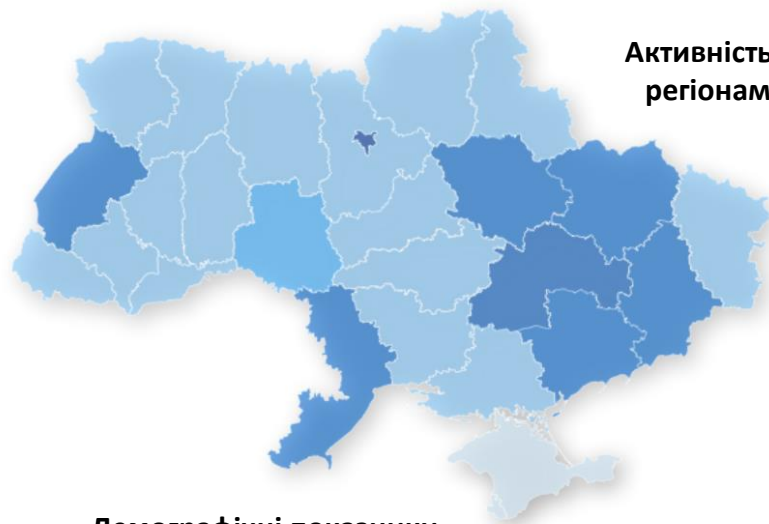 Активність
регіонам
Демографічні показники